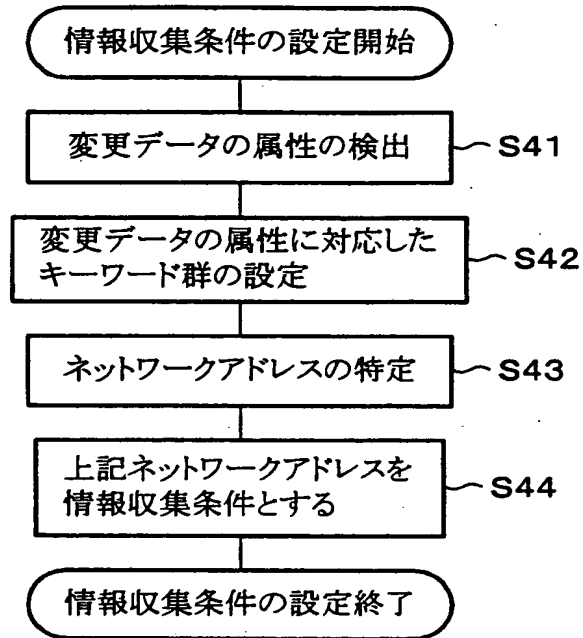 情報収集条件の設定開始
変更データの属性の検出
S41
変更データの属性に対応した
キーワード群の設定
S42
ネットワークアドレスの特定
S43
上記ネットワークアドレスを
情報収集条件とする
S44
情報収集条件の設定終了